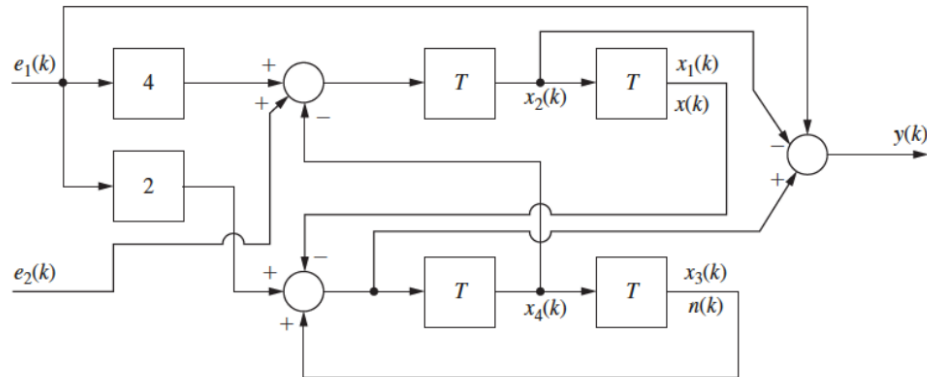 e₁(k)
4
+
+
−
T
x₂(k)
T
x₁(k)
x(k)
−
+
y(k)
2
e₂(k)
−
+
+
T
x₄(k)
T
x₃(k)
n(k)